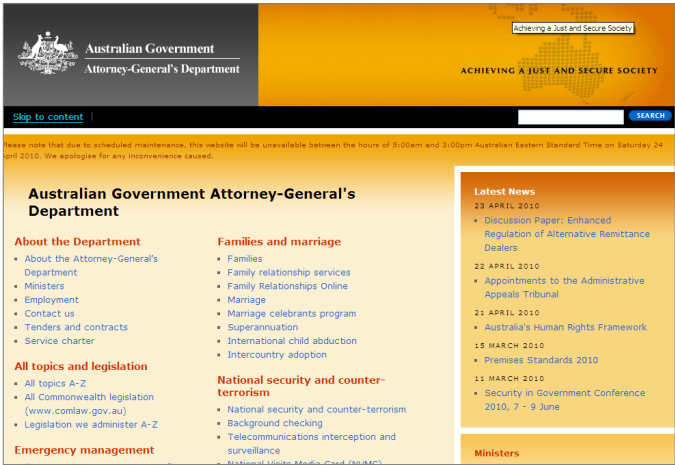 Australian Government
Attorney-General's Department
Achieving a Just and Secure Society
ACHIEVING A JUST AND SECURE SOCIETY
Skip to content |
SEARCH
lease note that due to scheduled maintenance, this website will be unavailable between the hours of 5:00am and 3:00pm Australian Eastern Standard Time on Saturday 24
pril 2010. We apologise for any inconvenience caused.
Australian Government Attorney-General's
Department
About the Department
About the Attorney-General's
Department
Ministers
Employment
Contact us
Tenders and contracts
Service charter
All topics and legislation
All topics A-Z
All Commonwealth legislation
(www.comlaw.gov.au)
Legislation we administer A-Z
Emergency management
Families and marriage
Families
Family relationship services
Family Relationships Online
Marriage
Marriage celebrants program
Superannuation
International child abduction
Intercountry adoption
National security and counter-
terrorism
National security and counter-terrorism
Background checking
Telecommunications interception and
surveillance
National Visits Media Card (NVMC)
Latest News
23 APRIL 2010
Discussion Paper: Enhanced
Regulation of Alternative Remittance
Dealers
22 APRIL 2010
Appointments to the Administrative
Appeals Tribunal
21 APRIL 2010
Australia's Human Rights Framework
15 MARCH 2010
Premises Standards 2010
11 MARCH 2010
Security in Government Conference
2010, 7 - 9 June
Ministers